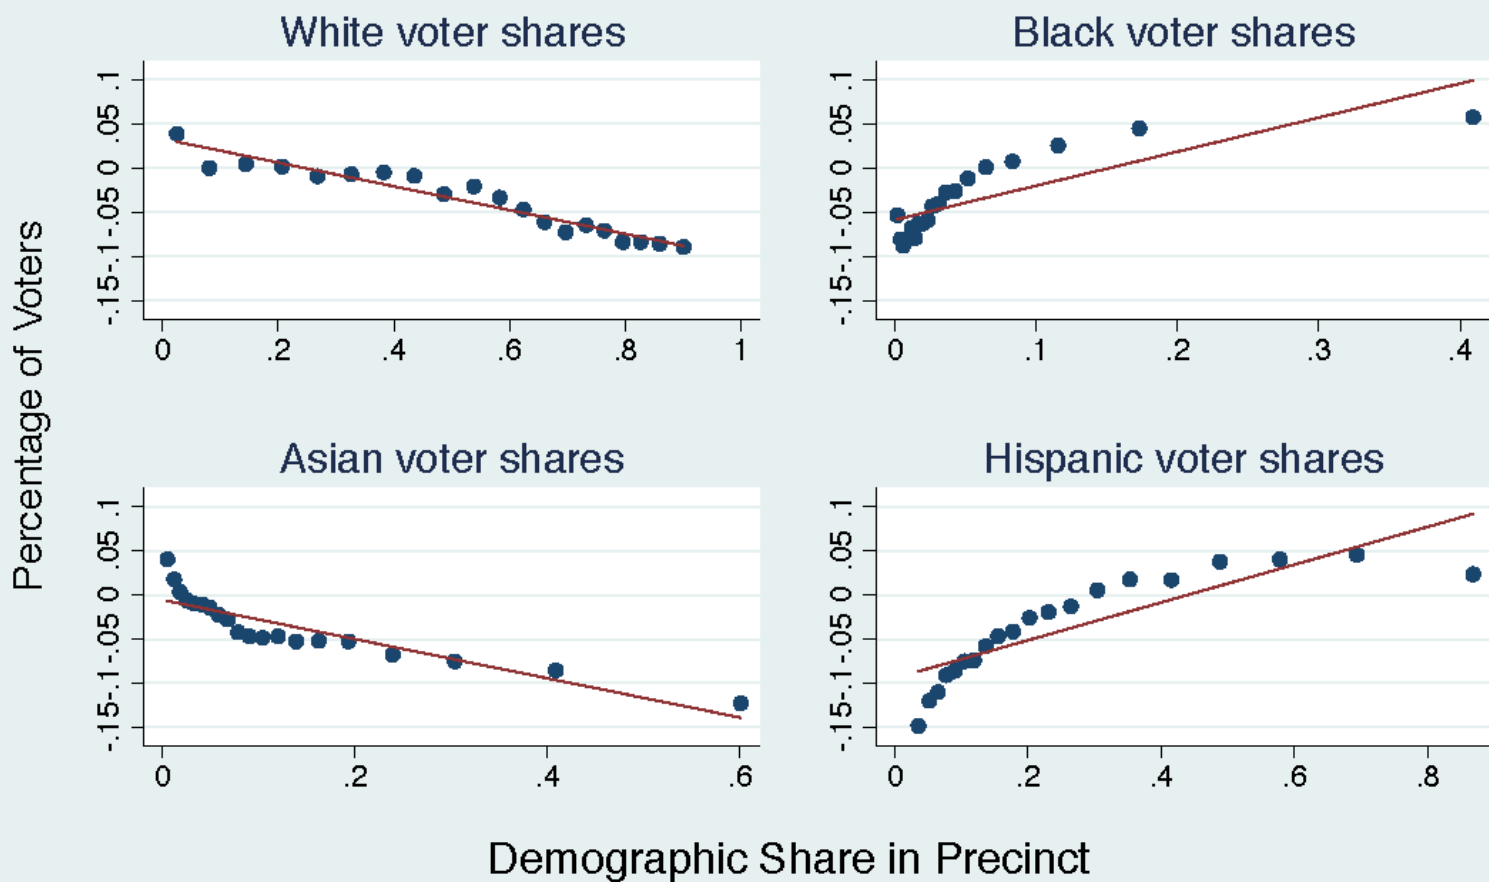 White voter shares
Black voter shares
Percentage of Voters
.1
.05
0
-.05
-.1
-.15
0 .2 .4 .6 .8 1
.1
.05
0
-.05
-.1
-.15
0 .1 .2 .3 .4
Asian voter shares
Hispanic voter shares
.1
.05
0
-.05
-.1
-.15
0 .2 .4 .6
.1
.05
0
-.05
-.1
-.15
0 .2 .4 .6 .8
Demographic Share in Precinct